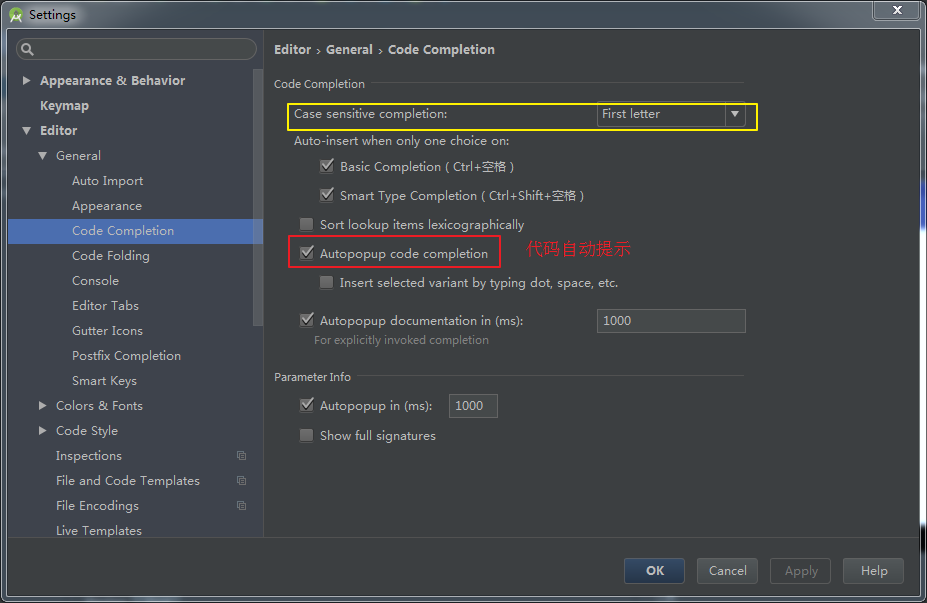 Settings
Editor › General › Code Completion
Appearance & Behavior
Keymap
Editor
General
Auto Import
Appearance
Code Completion
Code Folding
Console
Editor Tabs
Gutter Icons
Postfix Completion
Smart Keys
Colors & Fonts
Code Style
Inspections
File and Code Templates
File Encodings
Live Templates
Code Completion
Case sensitive completion: First letter
Auto-insert when only one choice on:
Basic Completion ( Ctrl+空格 )
Smart Type Completion ( Ctrl+Shift+空格 )
Sort lookup items lexicographically
Autopopup code completion 代码自动提示
Insert selected variant by typing dot, space, etc.
Autopopup documentation in (ms): 1000
For explicitly invoked completion
Parameter Info
Autopopup in (ms): 1000
Show full signatures
OK Cancel Apply Help